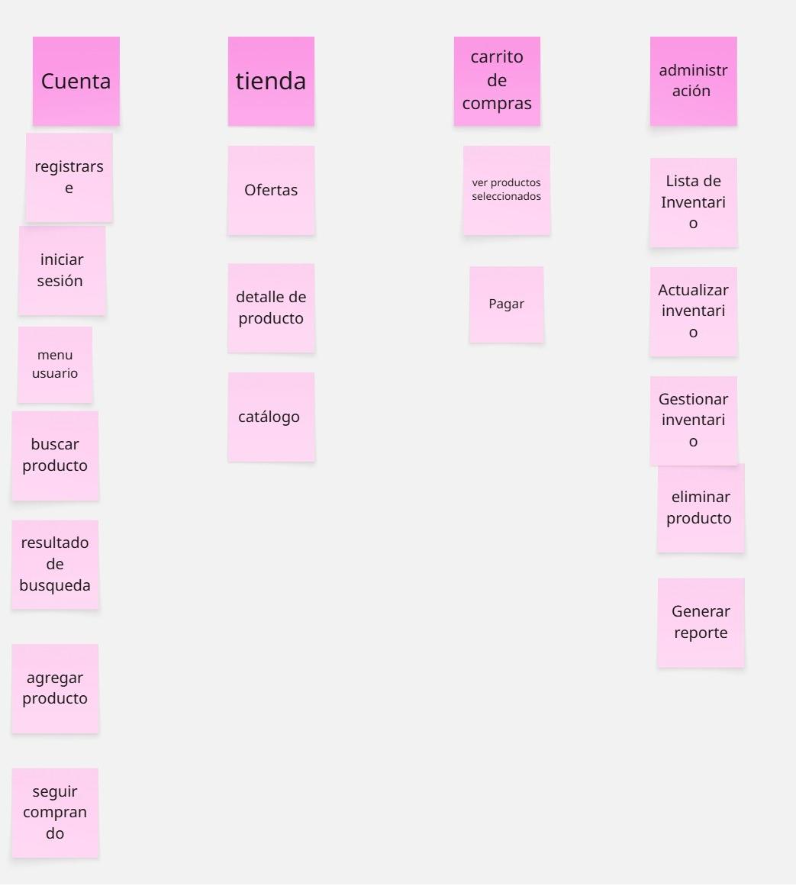 Cuenta
registrars
e
iniciar
sesión
menu
usuario
buscar
producto
resultado
de
busqueda
agregar
producto
seguir
compran
do
tienda
Ofertas
detalle de
producto
catálogo
carrito
de
compras
ver productos
seleccionados
Pagar
administr
ación
Lista de
Inventari
o
Actualizar
inventari
o
Gestionar
inventari
o
eliminar
producto
Generar
reporte